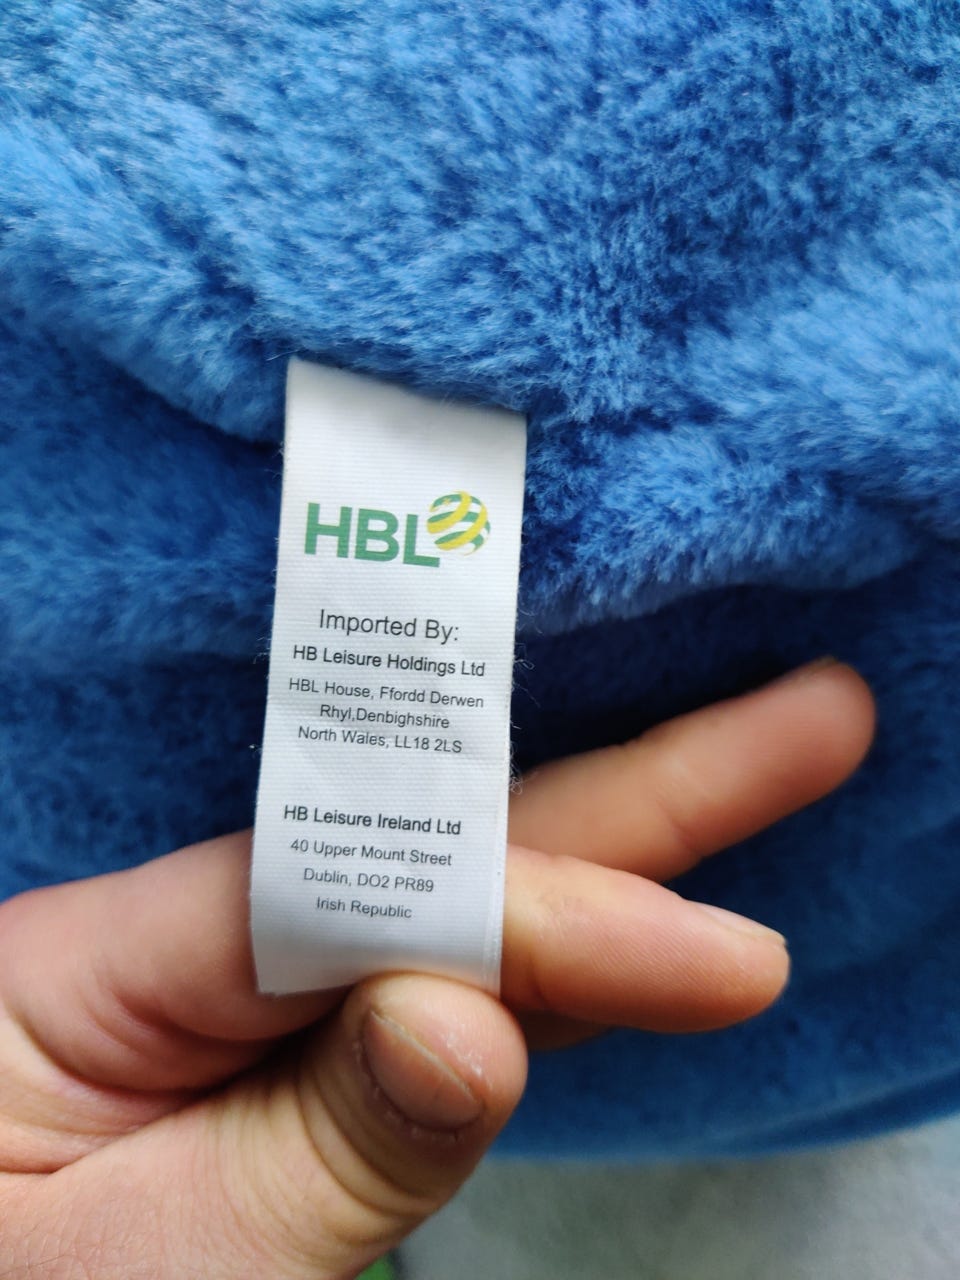 HBL
Imported By:
HB Leisure Holdings Ltd
HBL House, Ffordd Derwen
Rhyl,Denbighshire
North Wales, LL18 2LS
HB Leisure Ireland Ltd
40 Upper Mount Street
Dublin, DO2 PR89
Irish Republic